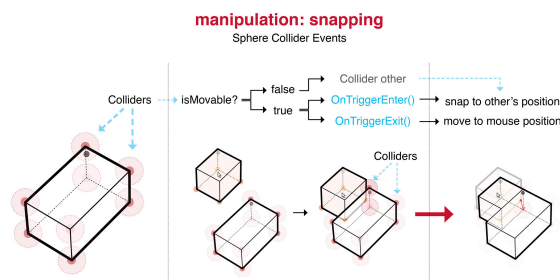 manipulation: snapping
Sphere Collider Events
Colliders
isMovable?
false
true
Collider other
OnTriggerEnter()
OnTriggerExit()
snap to other's position
move to mouse position
Colliders